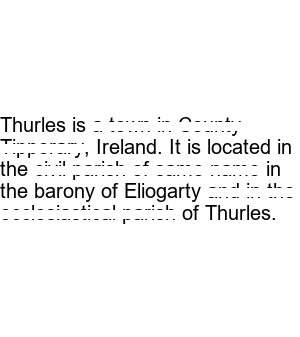 Thurles is a town in County
Tipperary, Ireland. It is located in
the civil parish of same name in
the barony of Eliogarty and in the
ecclesiastical parish of Thurles.